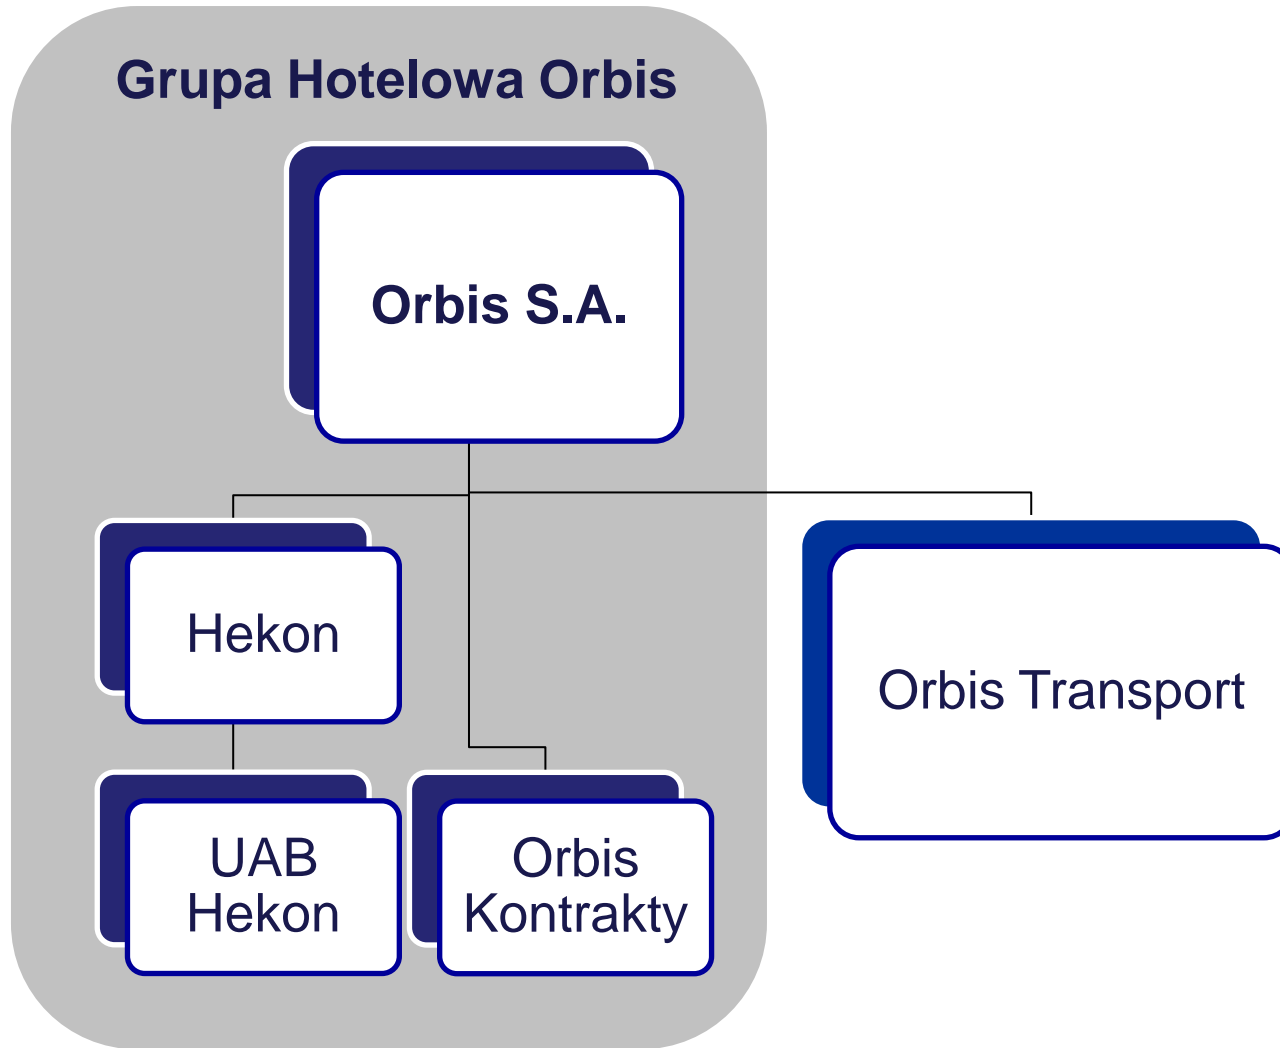 Grupa Hotelowa Orbis
Orbis S.A.
Hekon
Orbis Transport
UAB
Hekon
Orbis
Kontrakty